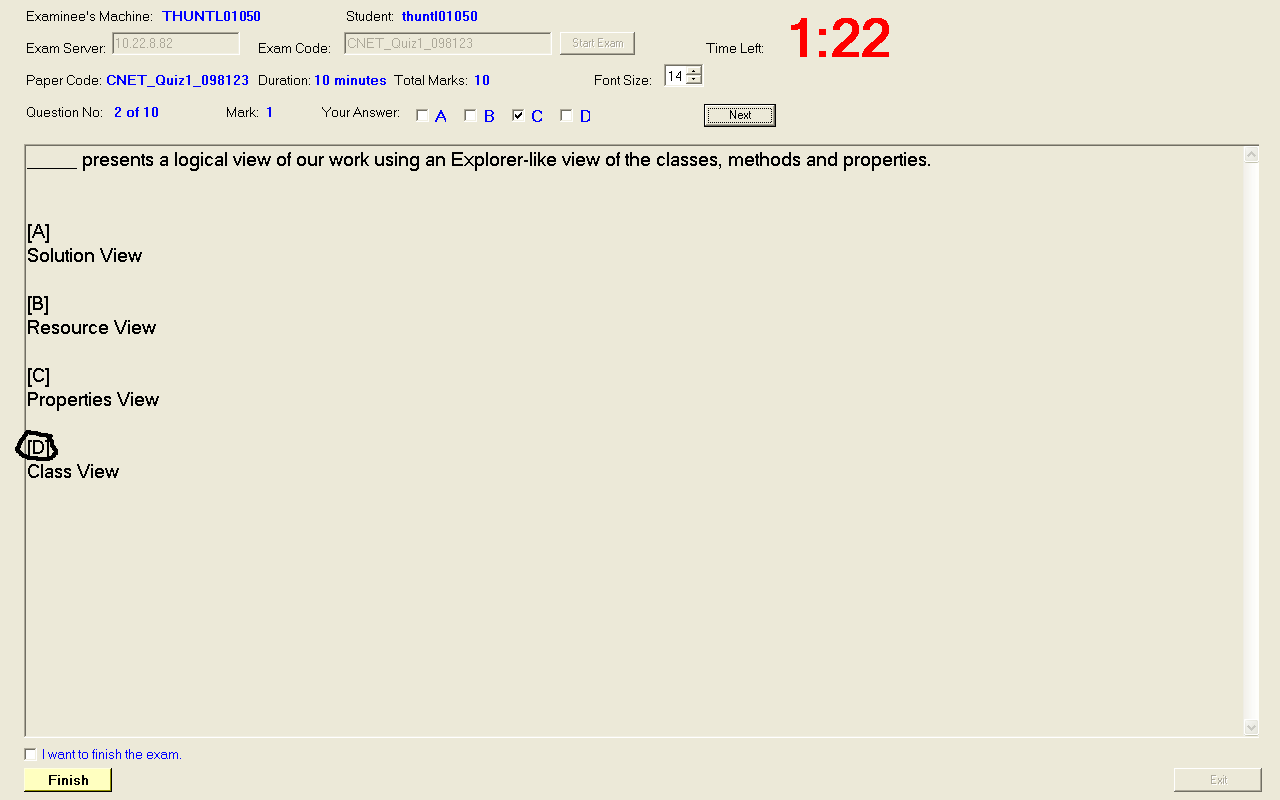 Examinee's Machine: THUNTL01050 Student: thuntl01050
Exam Server: 10.22.8.82 Exam Code: CNET_Quiz1_098123 Start Exam Time Left: 1:22
Paper Code: CNET_Quiz1_098123 Duration: 10 minutes Total Marks: 10 Font Size: 14
Question No: 2 of 10 Mark: 1 Your Answer: A B C D Next
_____ presents a logical view of our work using an Explorer-like view of the classes, methods and properties.
[A]
Solution View
[B]
Resource View
[C]
Properties View
[D]
Class View
I want to finish the exam.
Finish Exit